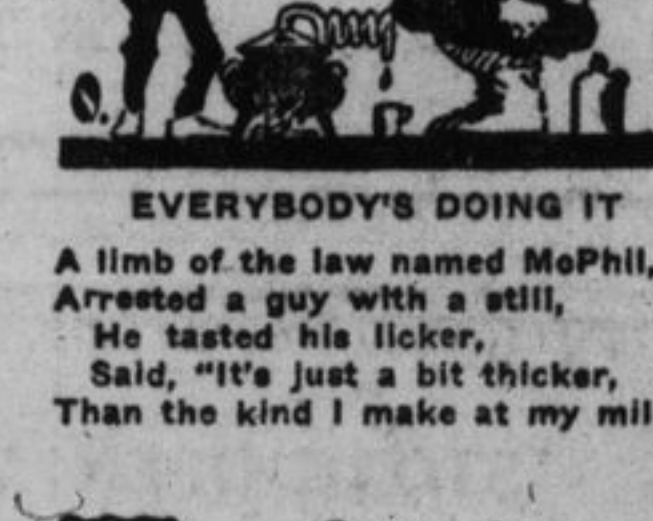 EVERYBODY'S DOING IT
A limb of the law named McPhil,
Arrested a guy with a still,
He tasted his licker,
Said, "It's just a bit thicker,
Than the kind I make at my mil